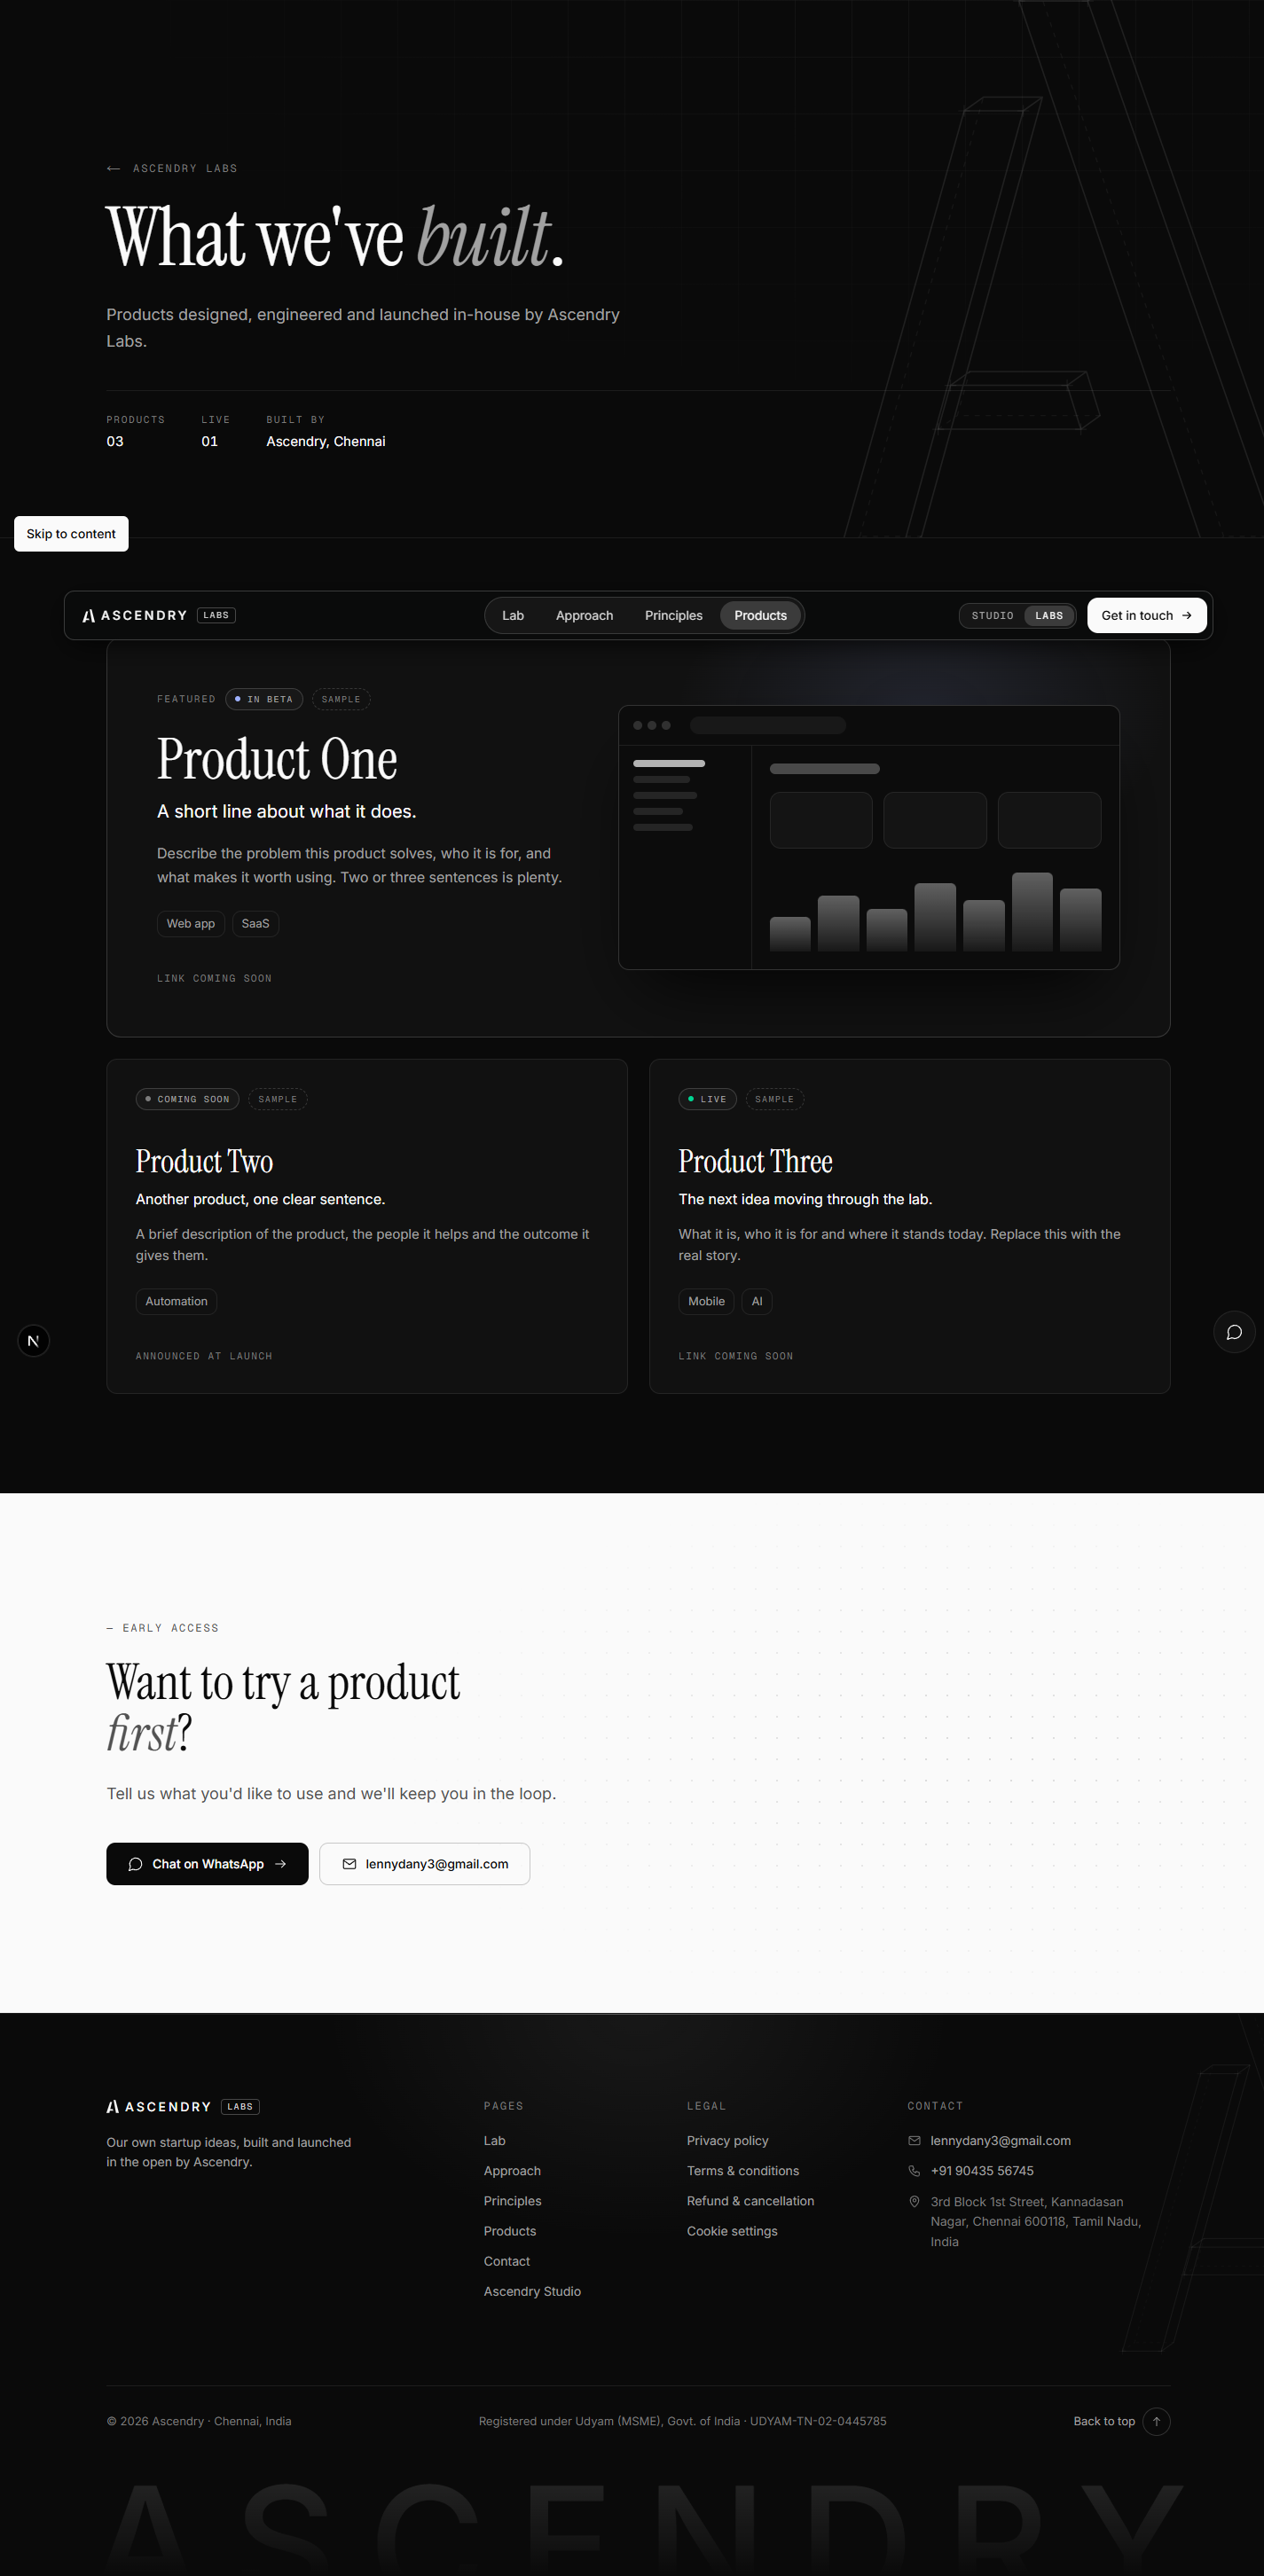 ← ASCENDRY LABS
What we've built.
Products designed, engineered and launched in-house by Ascendry
Labs.
PRODUCTS
03
LIVE
01
BUILT BY
Ascendry, Chennai
Skip to content
ASCENDRY LABS
Lab
Approach
Principles
Products
STUDIO
LABS
Get in touch →
FEATURED
IN BETA
SAMPLE
Product One
A short line about what it does.
Describe the problem this product solves, who it is for, and
what makes it worth using. Two or three sentences is plenty.
Web app
SaaS
LINK COMING SOON
COMING SOON
SAMPLE
Product Two
Another product, one clear sentence.
A brief description of the product, the people it helps and the outcome it
gives them.
Automation
ANNOUNCED AT LAUNCH
LIVE
SAMPLE
Product Three
The next idea moving through the lab.
What it is, who it is for and where it stands today. Replace this with the
real story.
Mobile
AI
LINK COMING SOON
N
— EARLY ACCESS
Want to try a product
first?
Tell us what you'd like to use and we'll keep you in the loop.
Chat on WhatsApp →
lennydany3@gmail.com
ASCENDRY LABS
Our own startup ideas, built and launched
in the open by Ascendry.
PAGES
Lab
Approach
Principles
Products
Contact
Ascendry Studio
LEGAL
Privacy policy
Terms & conditions
Refund & cancellation
Cookie settings
CONTACT
lennydany3@gmail.com
+91 90435 56745
3rd Block 1st Street, Kannadasan
Nagar, Chennai 600118, Tamil Nadu,
India
© 2026 Ascendry · Chennai, India
Registered under Udyam (MSME), Govt. of India · UDYAM-TN-02-0445785
Back to top ↑
ASCENDRY